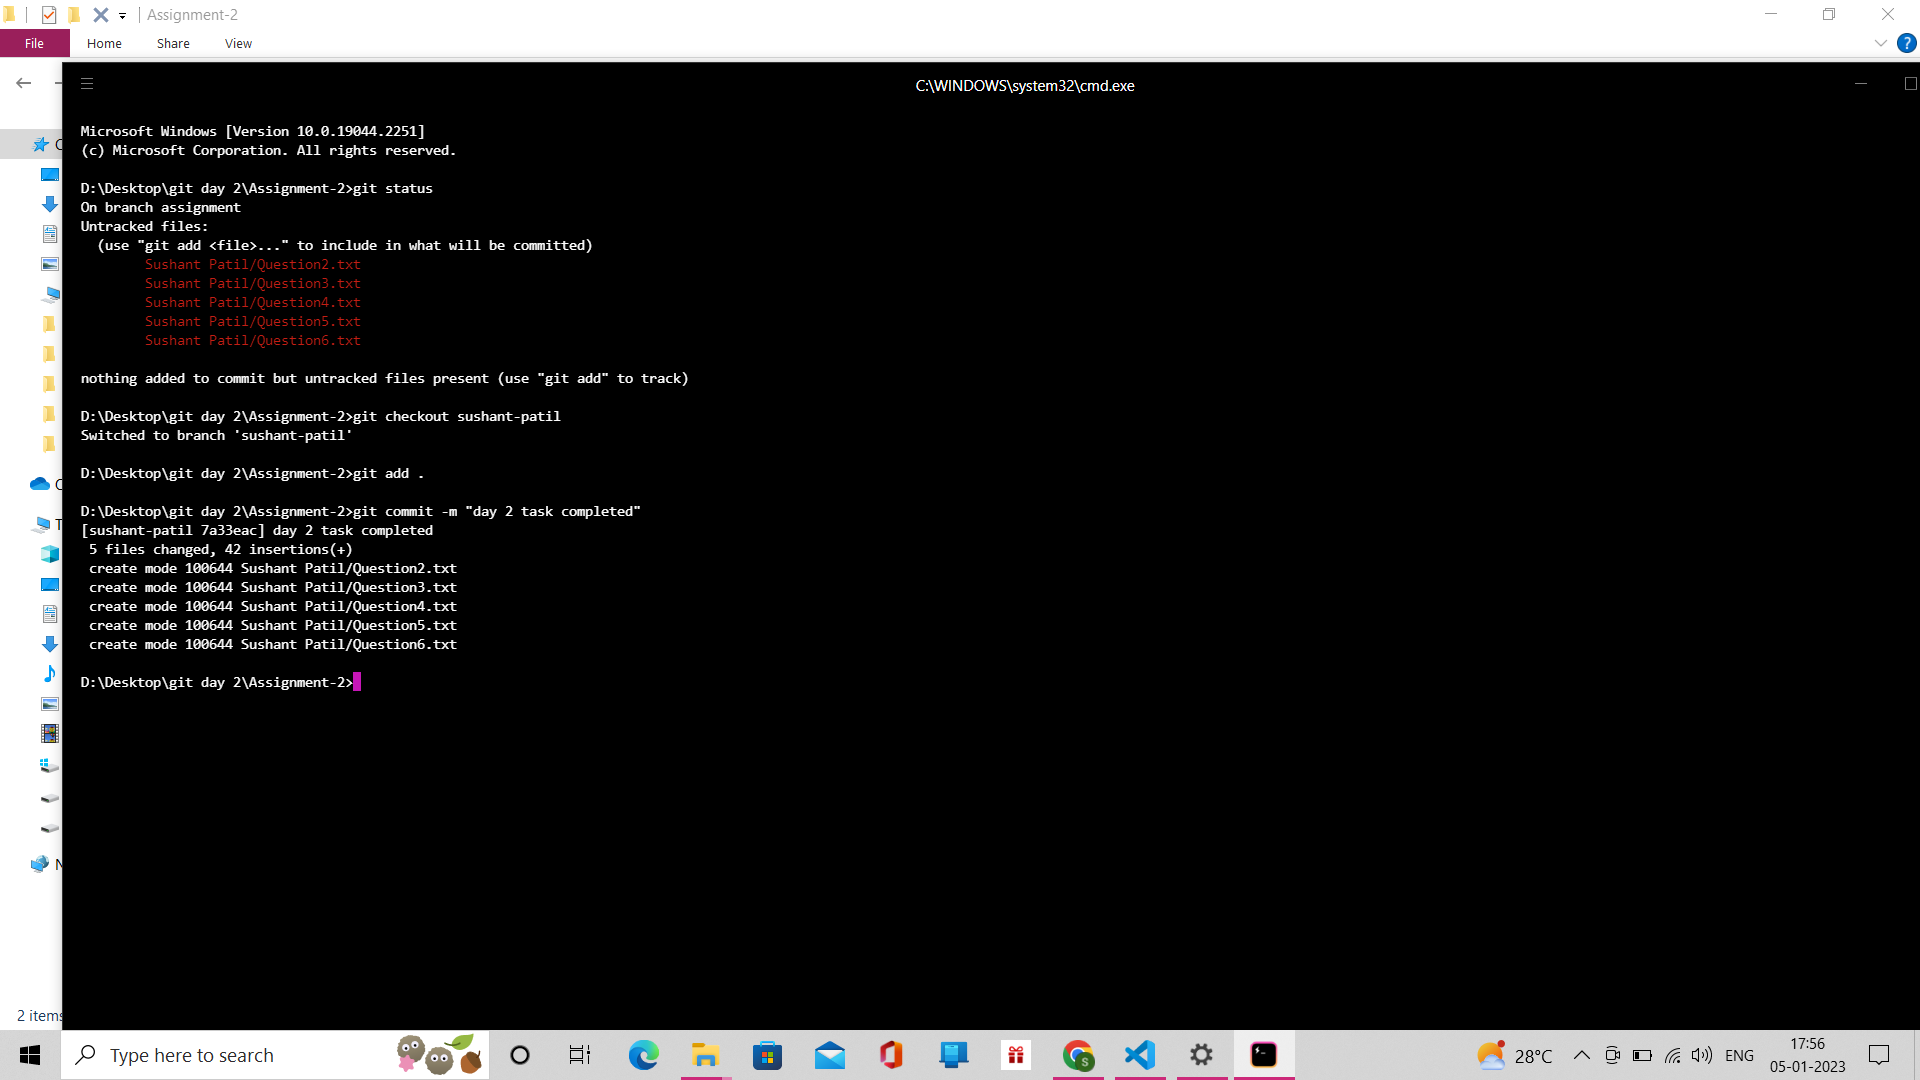 Assignment-2
File
Home
Share
View
?
C:\WINDOWS\system32\cmd.exe
Microsoft Windows [Version 10.0.19044.2251]
(c) Microsoft Corporation. All rights reserved.
D:\Desktop\git day 2\Assignment-2>git status
On branch assignment
Untracked files:
(use "git add <file>..." to include in what will be committed)
Sushant Patil/Question2.txt
Sushant Patil/Question3.txt
Sushant Patil/Question4.txt
Sushant Patil/Question5.txt
Sushant Patil/Question6.txt
nothing added to commit but untracked files present (use "git add" to track)
D:\Desktop\git day 2\Assignment-2>git checkout sushant-patil
Switched to branch 'sushant-patil'
D:\Desktop\git day 2\Assignment-2>git add .
D:\Desktop\git day 2\Assignment-2>git commit -m "day 2 task completed"
[sushant-patil 7a33eac] day 2 task completed
5 files changed, 42 insertions(+)
create mode 100644 Sushant Patil/Question2.txt
create mode 100644 Sushant Patil/Question3.txt
create mode 100644 Sushant Patil/Question4.txt
create mode 100644 Sushant Patil/Question5.txt
create mode 100644 Sushant Patil/Question6.txt
D:\Desktop\git day 2\Assignment-2>
2 items
Type here to search
S
28°C
ENG
17:56
05-01-2023